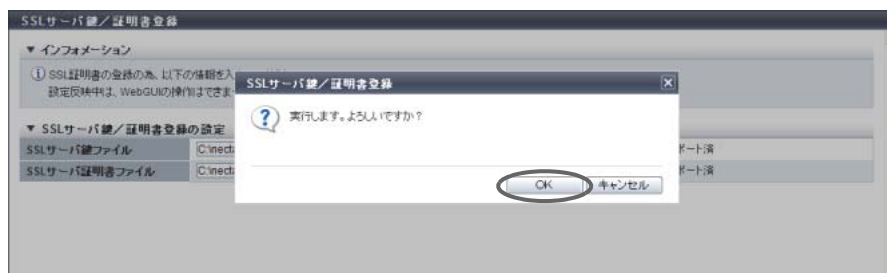 SSLサーバ鍵／証明書登録
▼ インフォメーション
SSL証明書の登録の為、以下の情報を入
設定反映中は、WebGUIの操作はできま
SSLサーバ鍵／証明書登録
実行します。よろしいですか？
OK キャンセル
▼ SSLサーバ鍵／証明書登録の設定
SSLサーバ鍵ファイル C:\nect ポート済
SSLサーバ証明書ファイル C:\nect ポート済